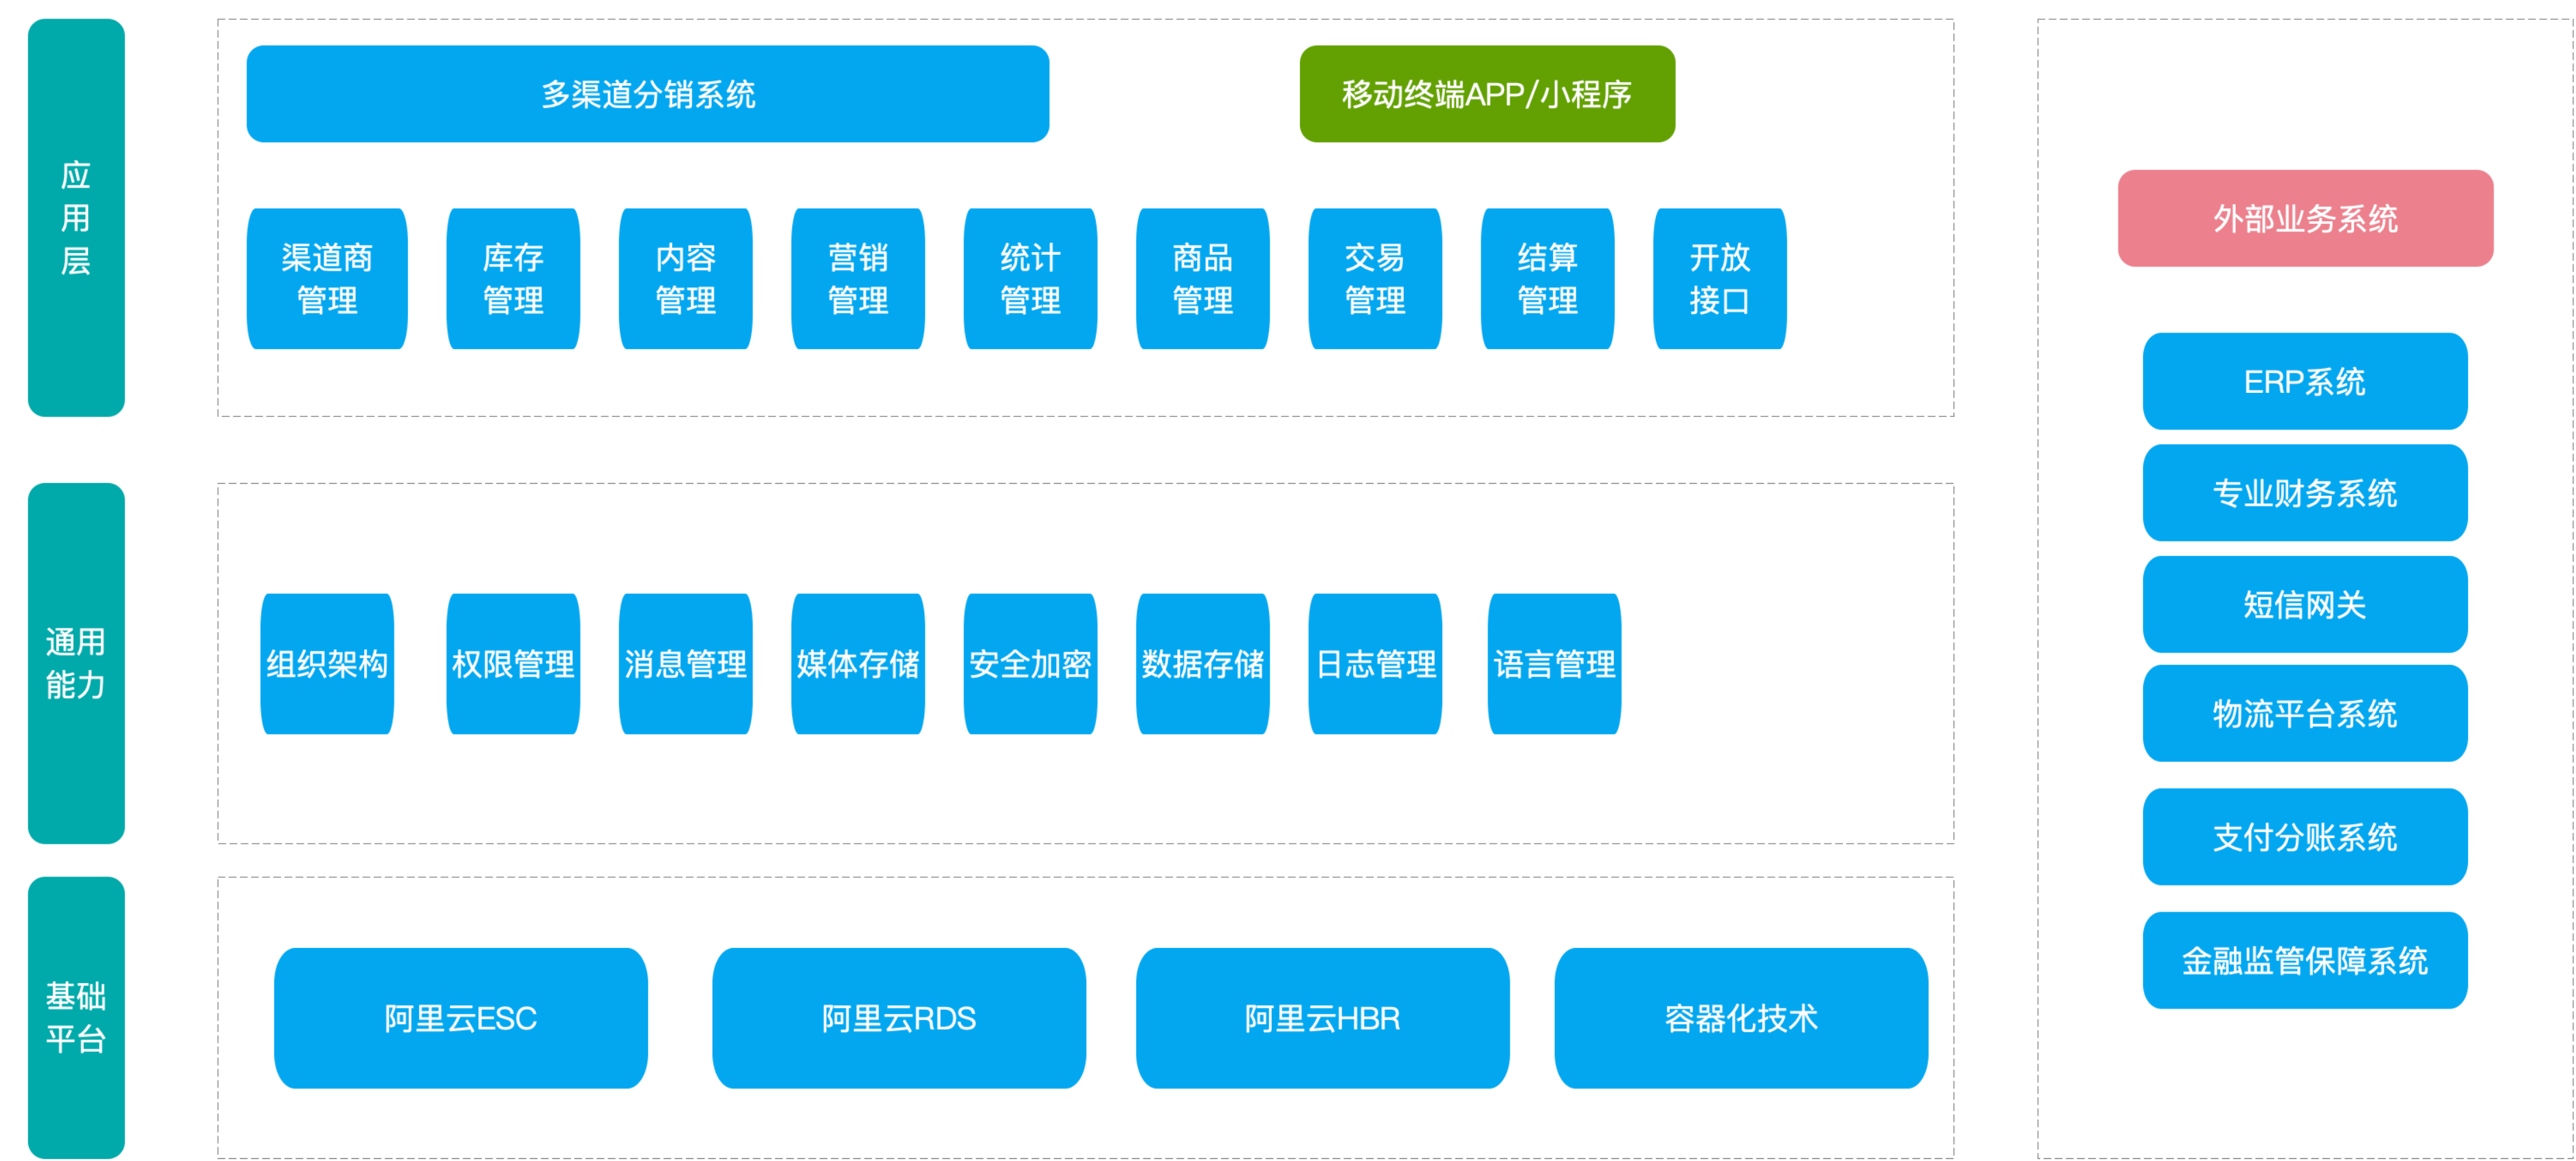 应
用
层
多渠道分销系统
移动终端APP/小程序
渠道商
管理
库存
管理
内容
管理
营销
管理
统计
管理
商品
管理
交易
管理
结算
管理
开放
接口
通用
能力
组织架构
权限管理
消息管理
媒体存储
安全加密
数据存储
日志管理
语言管理
基础
平台
阿里云ESC
阿里云RDS
阿里云HBR
容器化技术
外部业务系统
ERP系统
专业财务系统
短信网关
物流平台系统
支付分账系统
金融监管保障系统